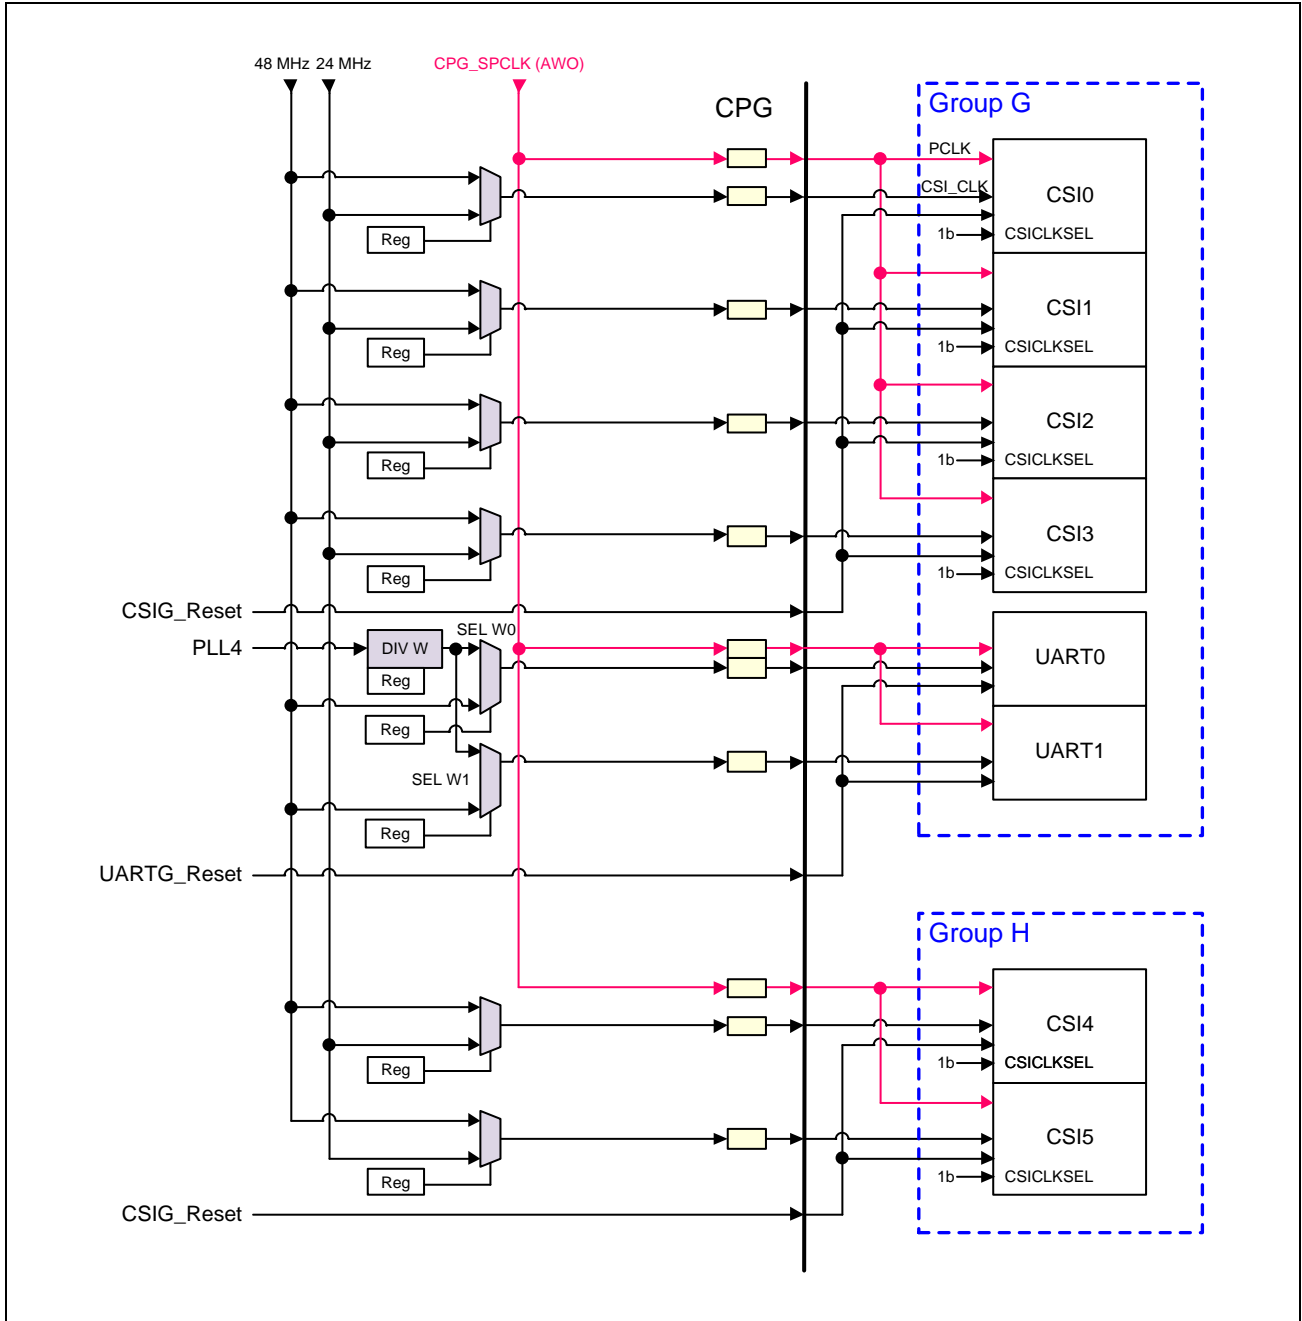 48 MHz 24 MHz CPG_SPCLK (AWO)
CPG
Group G
PCLK
CSI_CLK
CSI0
Reg
1b CSICLKSEL
CSI1
Reg
1b CSICLKSEL
CSI2
Reg
1b CSICLKSEL
CSI3
Reg
1b CSICLKSEL
CSIG_Reset
SEL W0
PLL4 DIV W
UART0
Reg
Reg
UART1
SEL W1
Reg
UARTG_Reset
Group H
CSI4
Reg
1b CSICLKSEL
CSI5
Reg
1b CSICLKSEL
CSIG_Reset